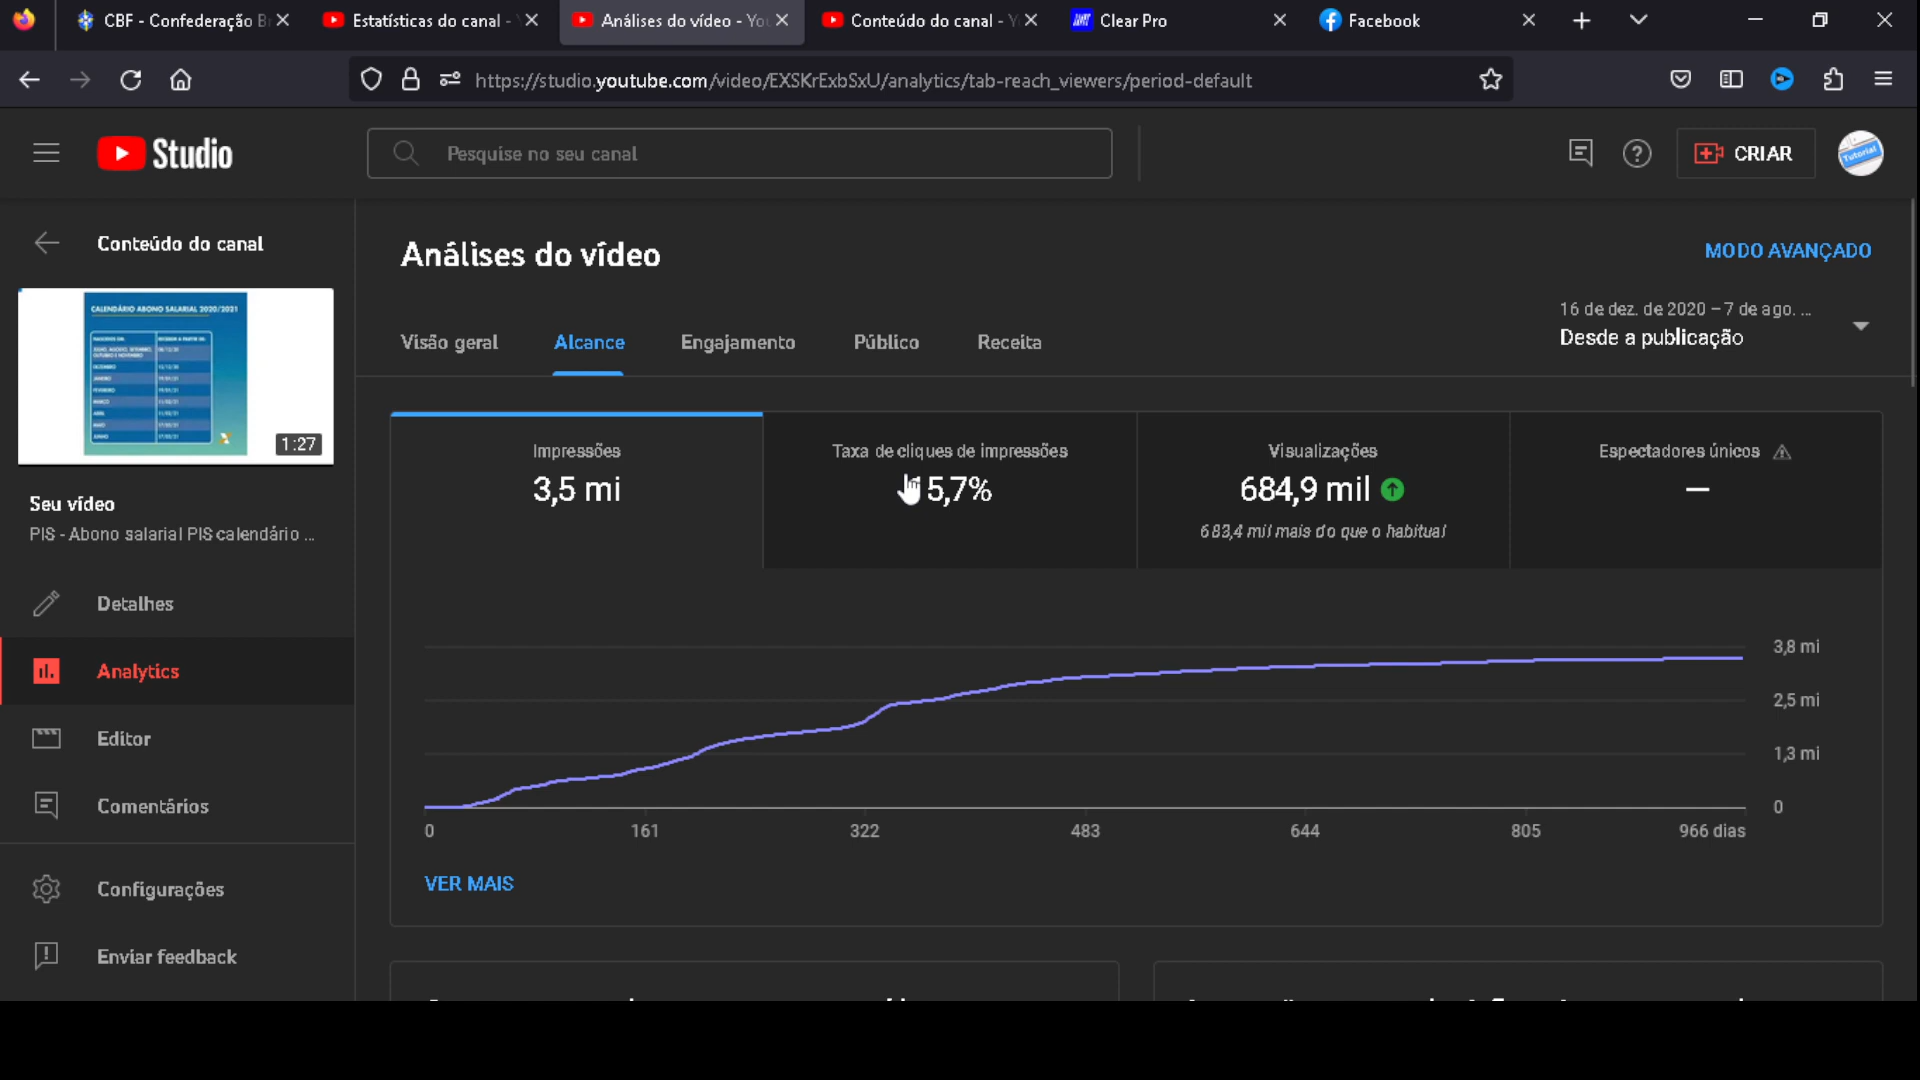 CBF - Confederação B
Estatísticas do canal -
Análises do vídeo - Yo
Conteúdo do canal - Y
Clear Pro
Facebook
https://studio.youtube.com/video/EXSKrExbSxU/analytics/tab-reach_viewers/period-default
Studio
Pesquise no seu canal
CRIAR
Tutorial
Conteúdo do canal
CALENDÁRIO ABONO SALARIAL 2020/2021
1:27
Seu vídeo
PIS - Abono salarial PIS calendário ...
Detalhes
Analytics
Editor
Comentários
Configurações
Enviar feedback
Análises do vídeo
MODO AVANÇADO
16 de dez. de 2020 – 7 de ago. ...
Desde a publicação
Visão geral
Alcance
Engajamento
Público
Receita
Impressões
3,5 mi
Taxa de cliques de impressões
5,7%
Visualizações
684,9 mil
683,4 mil mais do que o habitual
Espectadores únicos
—
3,8 mi
2,5 mi
1,3 mi
0
0
161
322
483
644
805
966 dias
VER MAIS